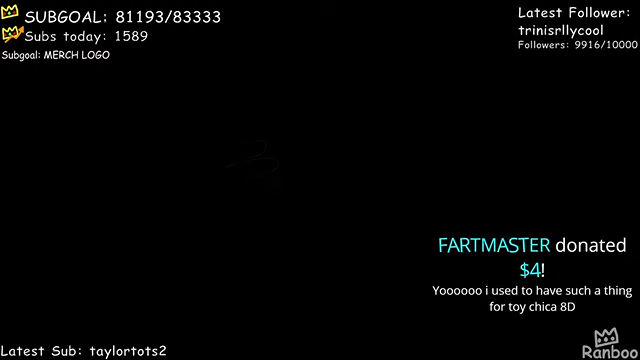 SUBGOAL: 81193/83333
Subs today: 1589
Subgoal: MERCH LOGO
Latest Follower:
trinisrllycool
Followers: 9916/10000
FARTMASTER donated
$4!
Yoooooo i used to have such a thing
for toy chica 8D
Latest Sub: taylortots2
Ranboo